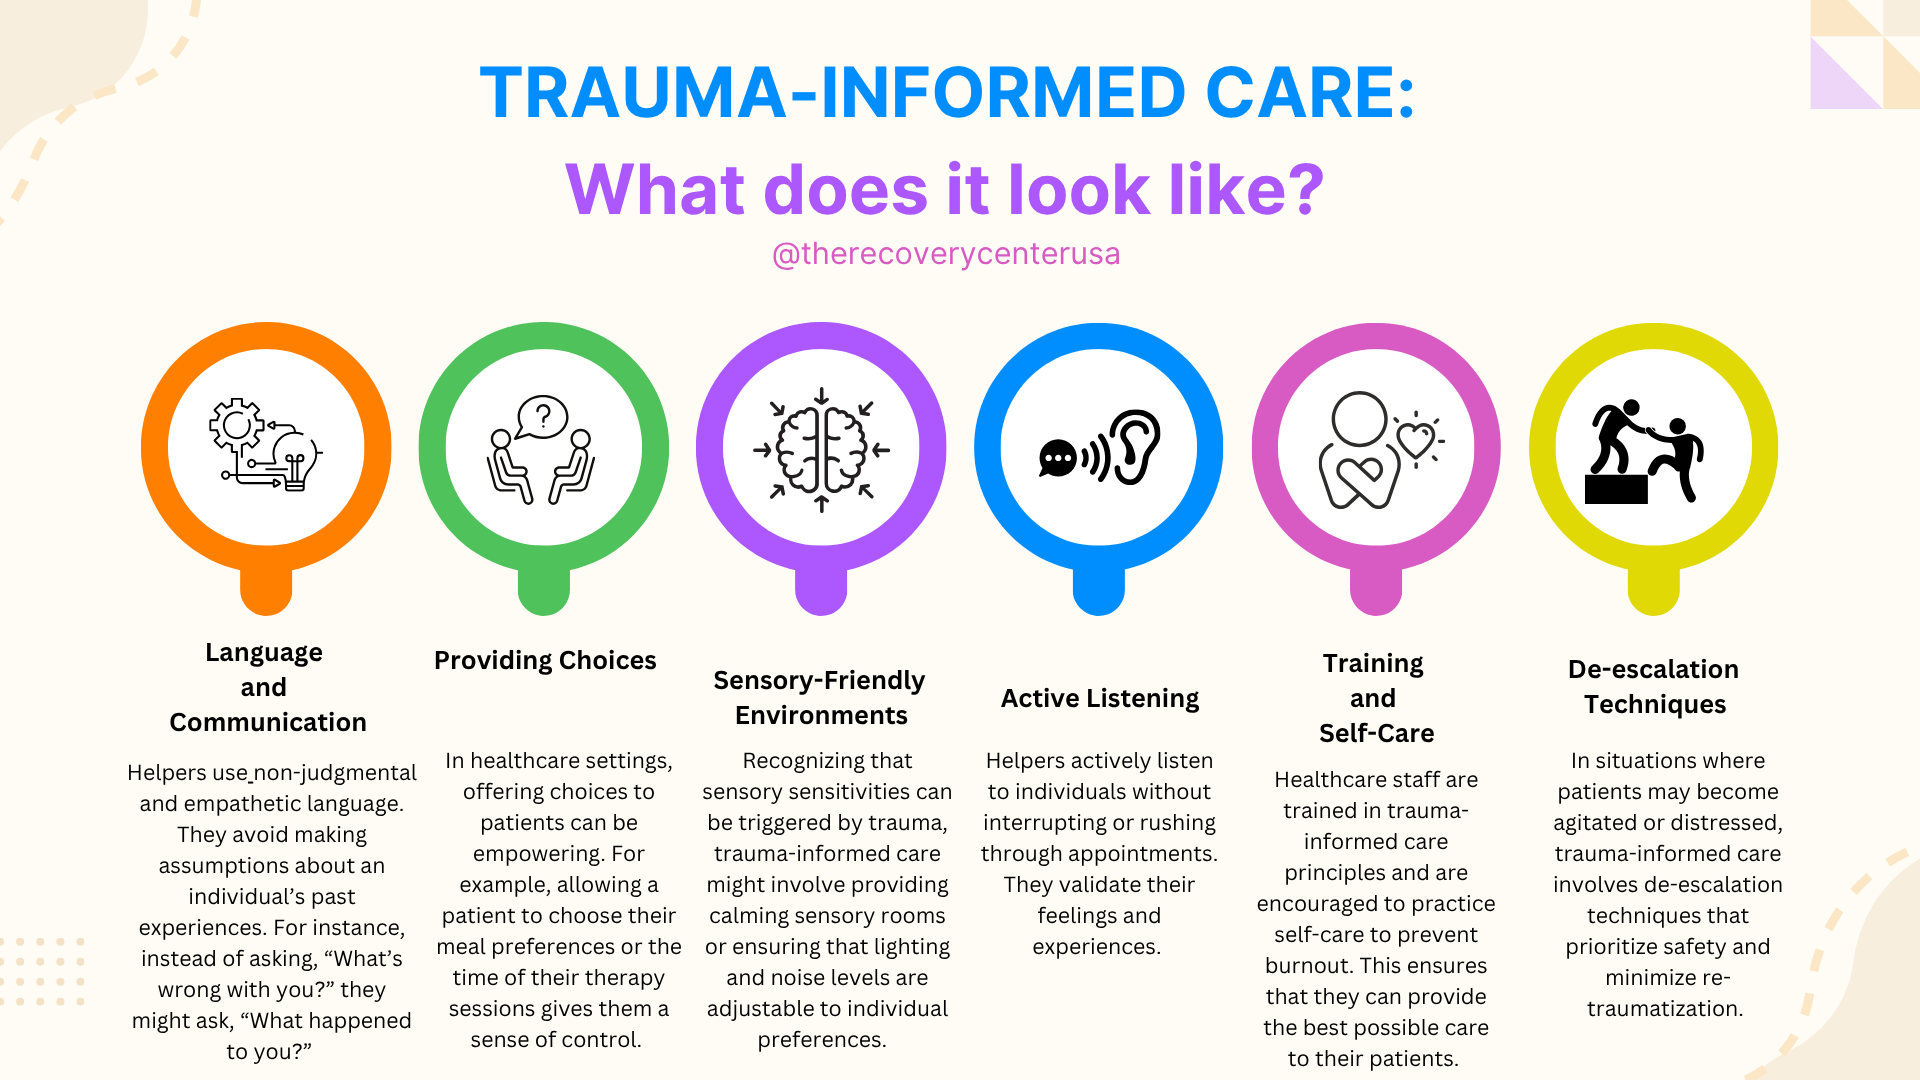 TRAUMA-INFORMED CARE:
What does it look like?
@therecoverycenterusa
?
Language
and
Communication
Helpers use non-judgmental
and empathetic language.
They avoid making
assumptions about an
individual’s past
experiences. For instance,
instead of asking, “What’s
wrong with you?” they
might ask, “What happened
to you?”
Providing Choices
In healthcare settings,
offering choices to
patients can be
empowering. For
example, allowing a
patient to choose their
meal preferences or the
time of their therapy
sessions gives them a
sense of control.
Sensory-Friendly
Environments
Recognizing that
sensory sensitivities can
be triggered by trauma,
trauma-informed care
might involve providing
calming sensory rooms
or ensuring that lighting
and noise levels are
adjustable to individual
preferences.
Active Listening
Helpers actively listen
to individuals without
interrupting or rushing
through appointments.
They validate their
feelings and
experiences.
Training
and
Self-Care
Healthcare staff are
trained in trauma-
informed care
principles and are
encouraged to practice
self-care to prevent
burnout. This ensures
that they can provide
the best possible care
to their patients.
De-escalation
Techniques
In situations where
patients may become
agitated or distressed,
trauma-informed care
involves de-escalation
techniques that
prioritize safety and
minimize re-
traumatization.